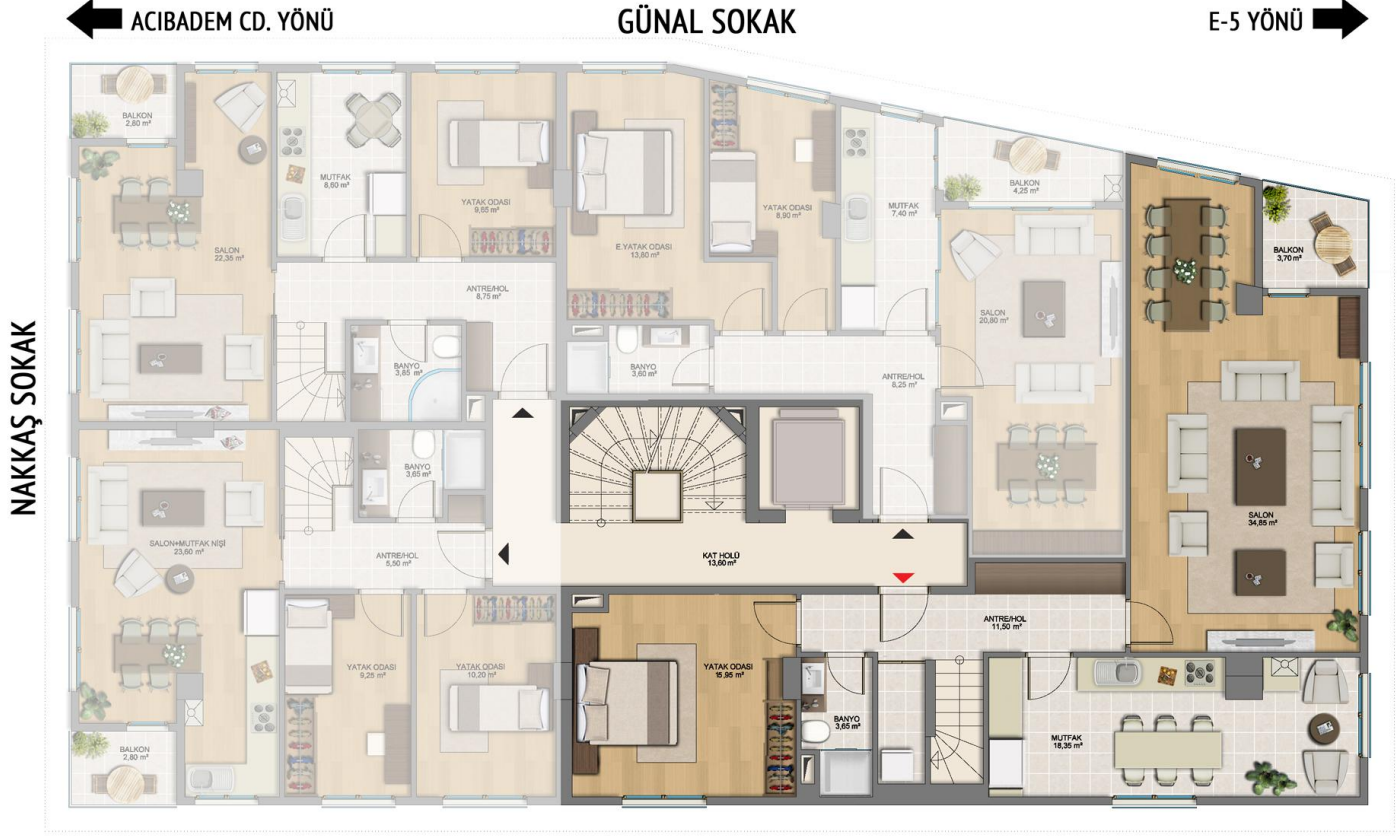 ACIBADEM CD. YÖNÜ
GÜNAL SOKAK
E-5 YÖNÜ
NAKKAŞ SOKAK
BALKON
2,80 m²
SALON
22,35 m²
MUTFAK
8,60 m²
YATAK ODASI
9,65 m²
ANTRE/HOL
8,75 m²
BANYO
3,85 m²
E.YATAK ODASI
13,80 m²
YATAK ODASI
8,90 m²
MUTFAK
7,40 m²
BALKON
4,25 m²
SALON
20,80 m²
BANYO
3,60 m²
ANTRE/HOL
8,25 m²
BALKON
3,70 m²
SALON
34,85 m²
SALON+MUTFAK NİŞİ
23,60 m²
BANYO
3,65 m²
ANTRE/HOL
5,50 m²
KAT HOLÜ
13,60 m²
YATAK ODASI
9,25 m²
YATAK ODASI
10,20 m²
BALKON
2,80 m²
YATAK ODASI
15,95 m²
BANYO
3,65 m²
ANTRE/HOL
11,50 m²
MUTFAK
18,35 m²